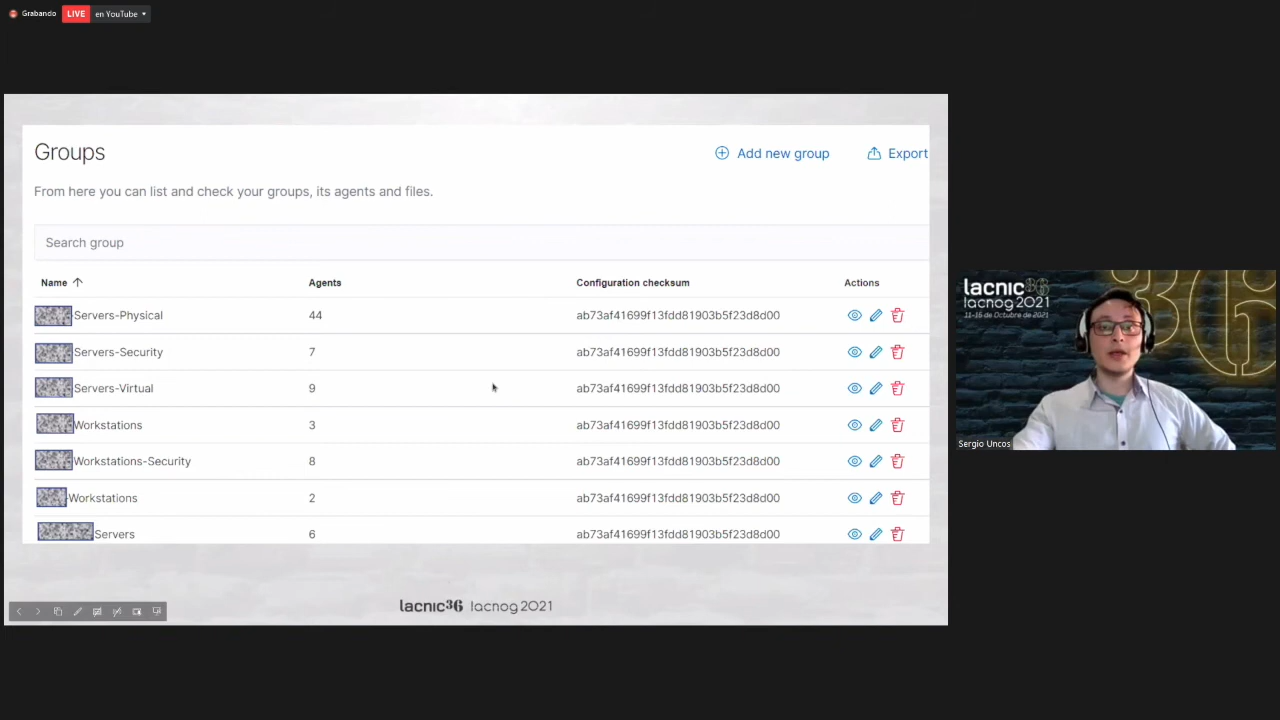 Grabando LIVE en YouTube
Groups
Add new group Export
From here you can list and check your groups, its agents and files.
Search group
Name Agents Configuration checksum Actions
Servers-Physical 44 ab73af41699f13fdd81903b5f23d8d00
Servers-Security 7 ab73af41699f13fdd81903b5f23d8d00
Servers-Virtual 9 ab73af41699f13fdd81903b5f23d8d00
Workstations 3 ab73af41699f13fdd81903b5f23d8d00
Workstations-Security 8 ab73af41699f13fdd81903b5f23d8d00
-Workstations 2 ab73af41699f13fdd81903b5f23d8d00
Servers 6 ab73af41699f13fdd81903b5f23d8d00
lacnic36 lacnog2021
lacnic36
lacnog2021
11-15 de Octubre de 2021
36
Sergio Uncos